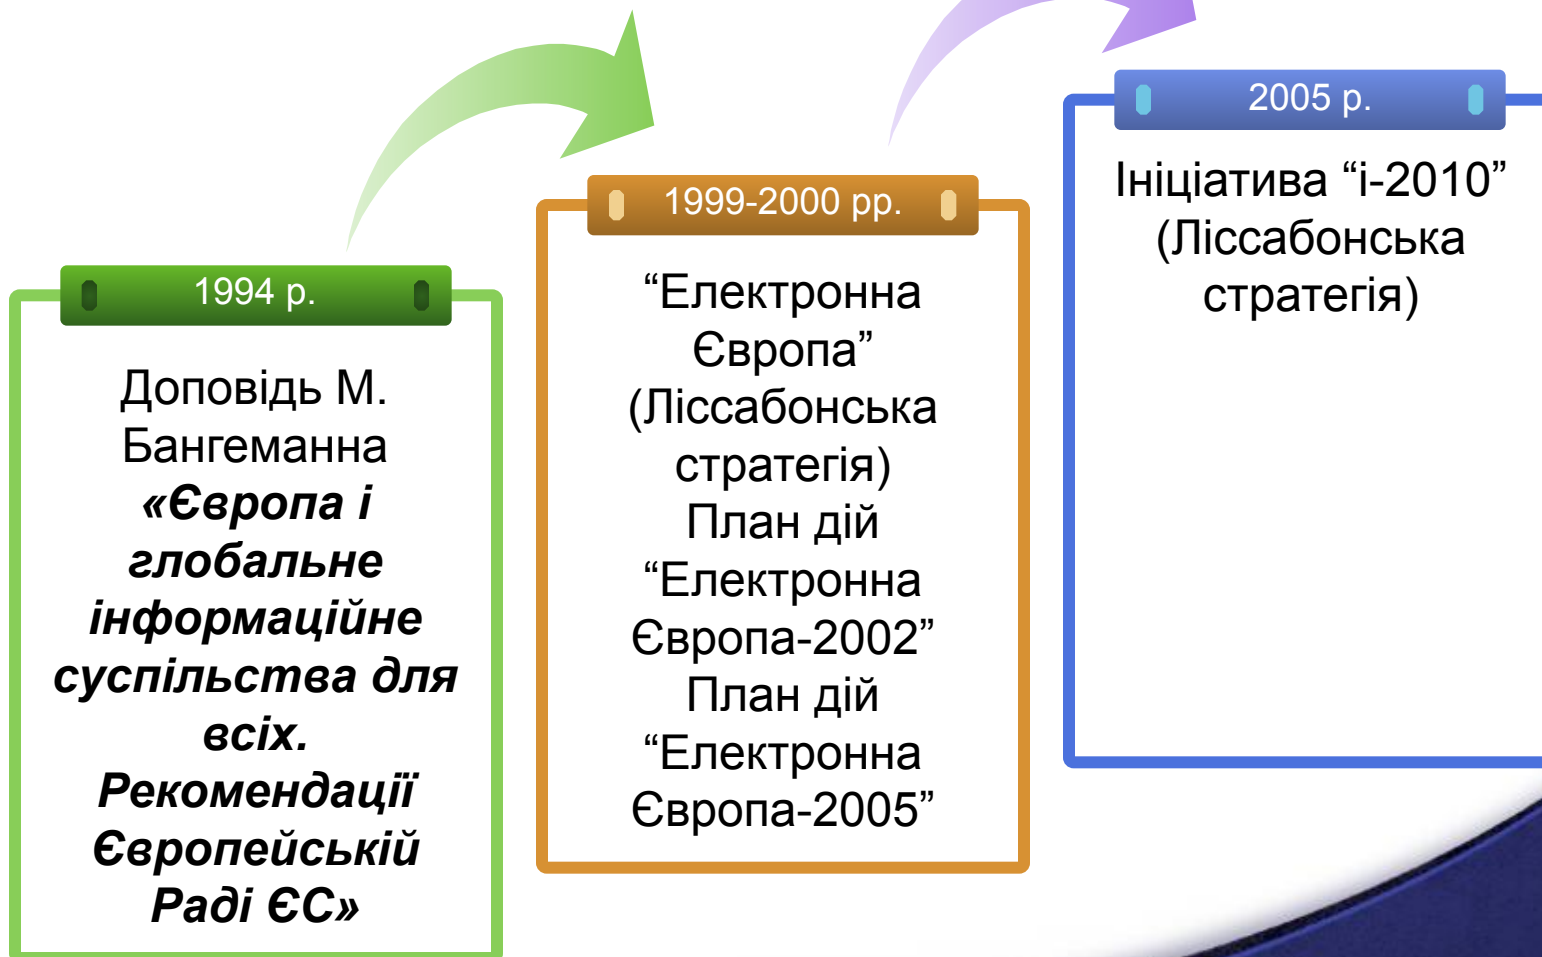 1994 р.
Доповідь М.
Бангеманна
«Європа і
глобальне
інформаційне
суспільства для
всіх.
Рекомендації
Європейській
Раді ЄС»
1999-2000 рр.
“Електронна
Європа”
(Ліссабонська
стратегія)
План дій
“Електронна
Європа-2002”
План дій
“Електронна
Європа-2005”
2005 р.
Ініціатива “і-2010”
(Ліссабонська
стратегія)